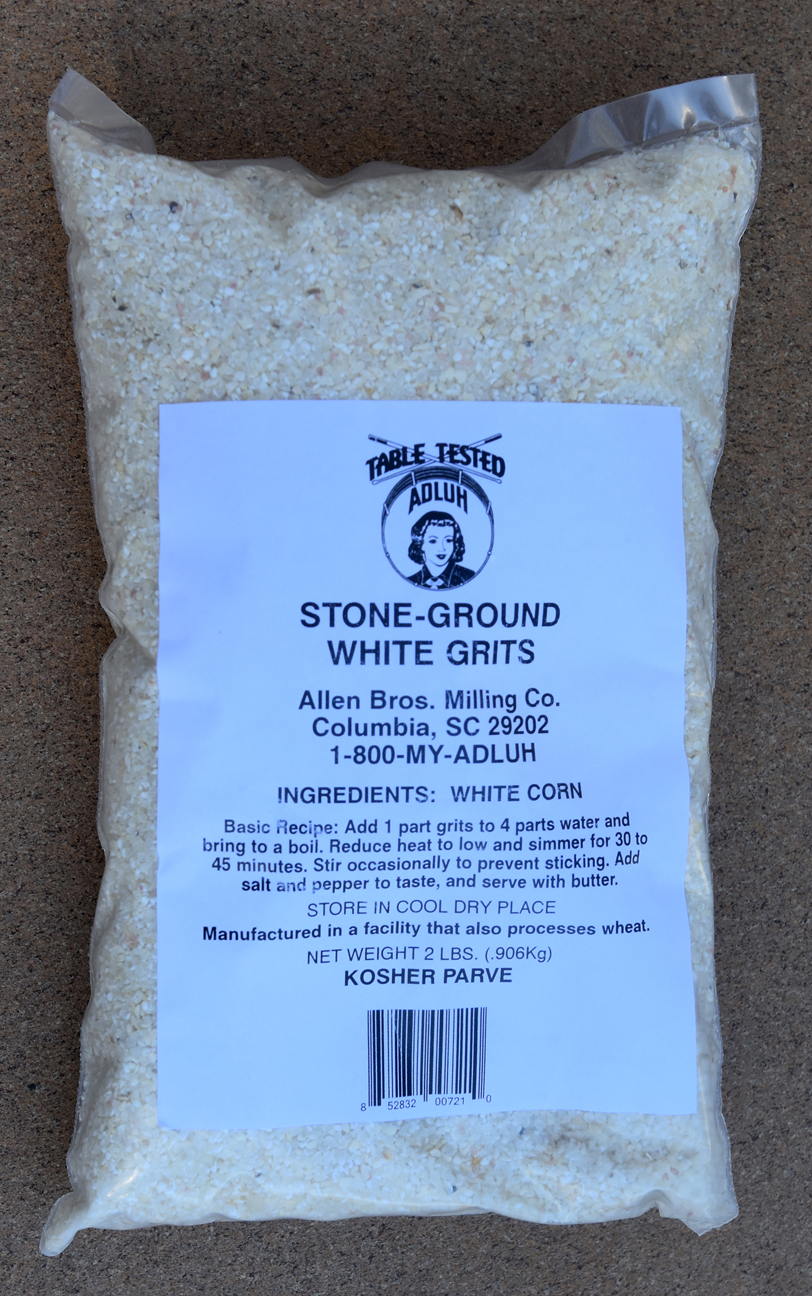 TABLE TESTED
ADLUH
STONE-GROUND
WHITE GRITS
Allen Bros. Milling Co.
Columbia, SC 29202
1-800-MY-ADLUH
INGREDIENTS: WHITE CORN
Basic Recipe: Add 1 part grits to 4 parts water and
bring to a boil. Reduce heat to low and simmer for 30 to
45 minutes. Stir occasionally to prevent sticking. Add
salt and pepper to taste, and serve with butter.
STORE IN COOL DRY PLACE
Manufactured in a facility that also processes wheat.
NET WEIGHT 2 LBS. (.906Kg)
KOSHER PARVE
8 52832 00721 0